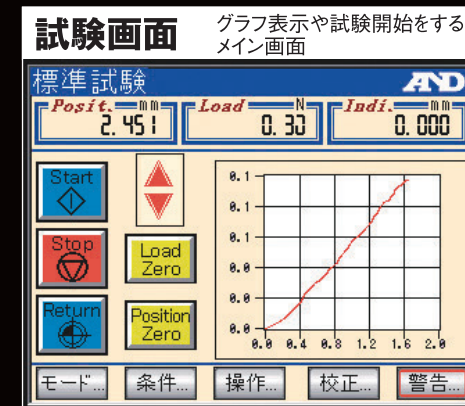 試験画面
グラフ表示や試験開始をする
メイン画面
標準試験
AND
Posit. mm
2.451
Load N
0.30
Indi. mm
0.000
Start
Stop
Return
Load
Zero
Position
Zero
0.1
0.1
0.1
0.0
0.0
0.0
0.0 0.4 0.8 1.2 1.6 2.0
モード...
条件...
操作...
校正...
警告...